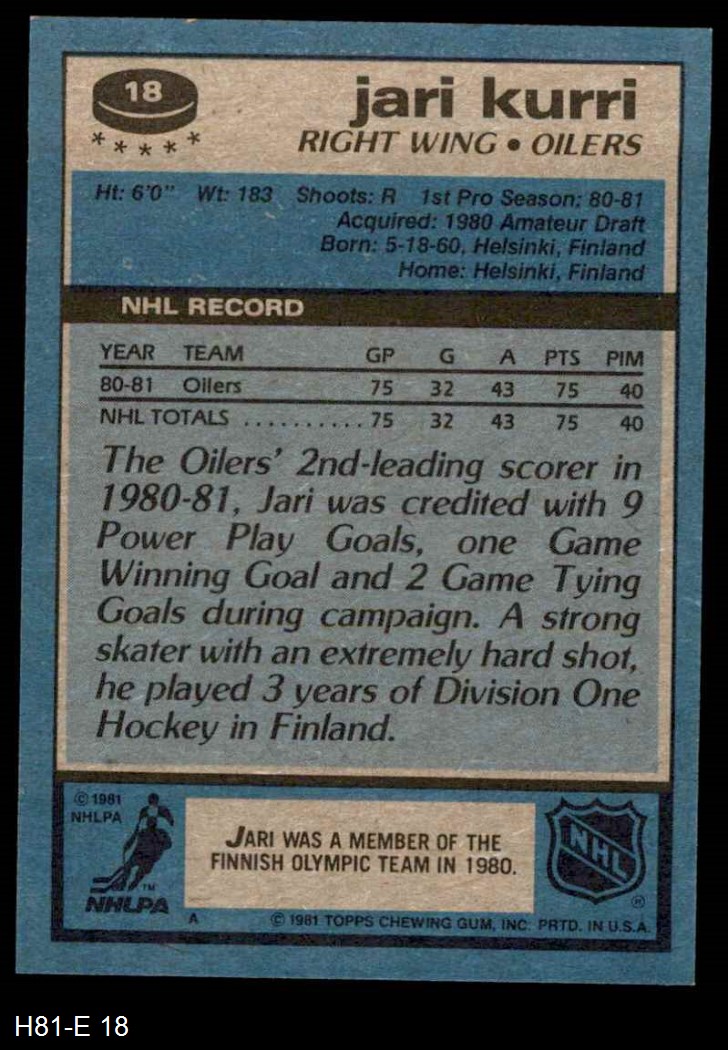 18
jari kurri
* * * * *
RIGHT WING • OILERS
Ht: 6'0" Wt: 183 Shoots: R 1st Pro Season: 80-81
Acquired: 1980 Amateur Draft
Born: 5-18-60, Helsinki, Finland
Home: Helsinki, Finland
NHL RECORD
YEAR TEAM GP G A PTS PIM
80-81 Oilers 75 32 43 75 40
NHL TOTALS .......... 75 32 43 75 40
The Oilers' 2nd-leading scorer in
1980-81, Jari was credited with 9
Power Play Goals, one Game
Winning Goal and 2 Game Tying
Goals during campaign. A strong
skater with an extremely hard shot,
he played 3 years of Division One
Hockey in Finland.
© 1981
NHLPA
TM
NHLPA
JARI WAS A MEMBER OF THE
FINNISH OLYMPIC TEAM IN 1980.
NHL
®
A © 1981 TOPPS CHEWING GUM, INC. PRTD. IN U.S.A.
H81-E 18